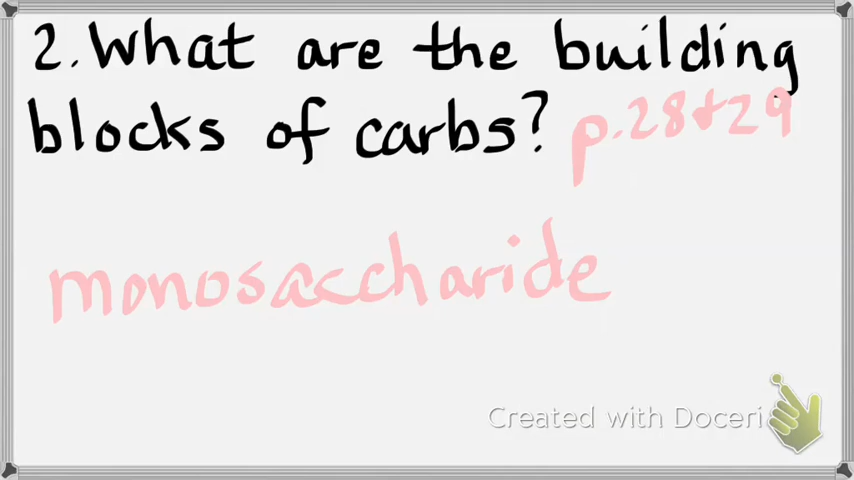 2. What are the building
blocks of carbs? p.28+29
monosaccharide
Created with Doceri